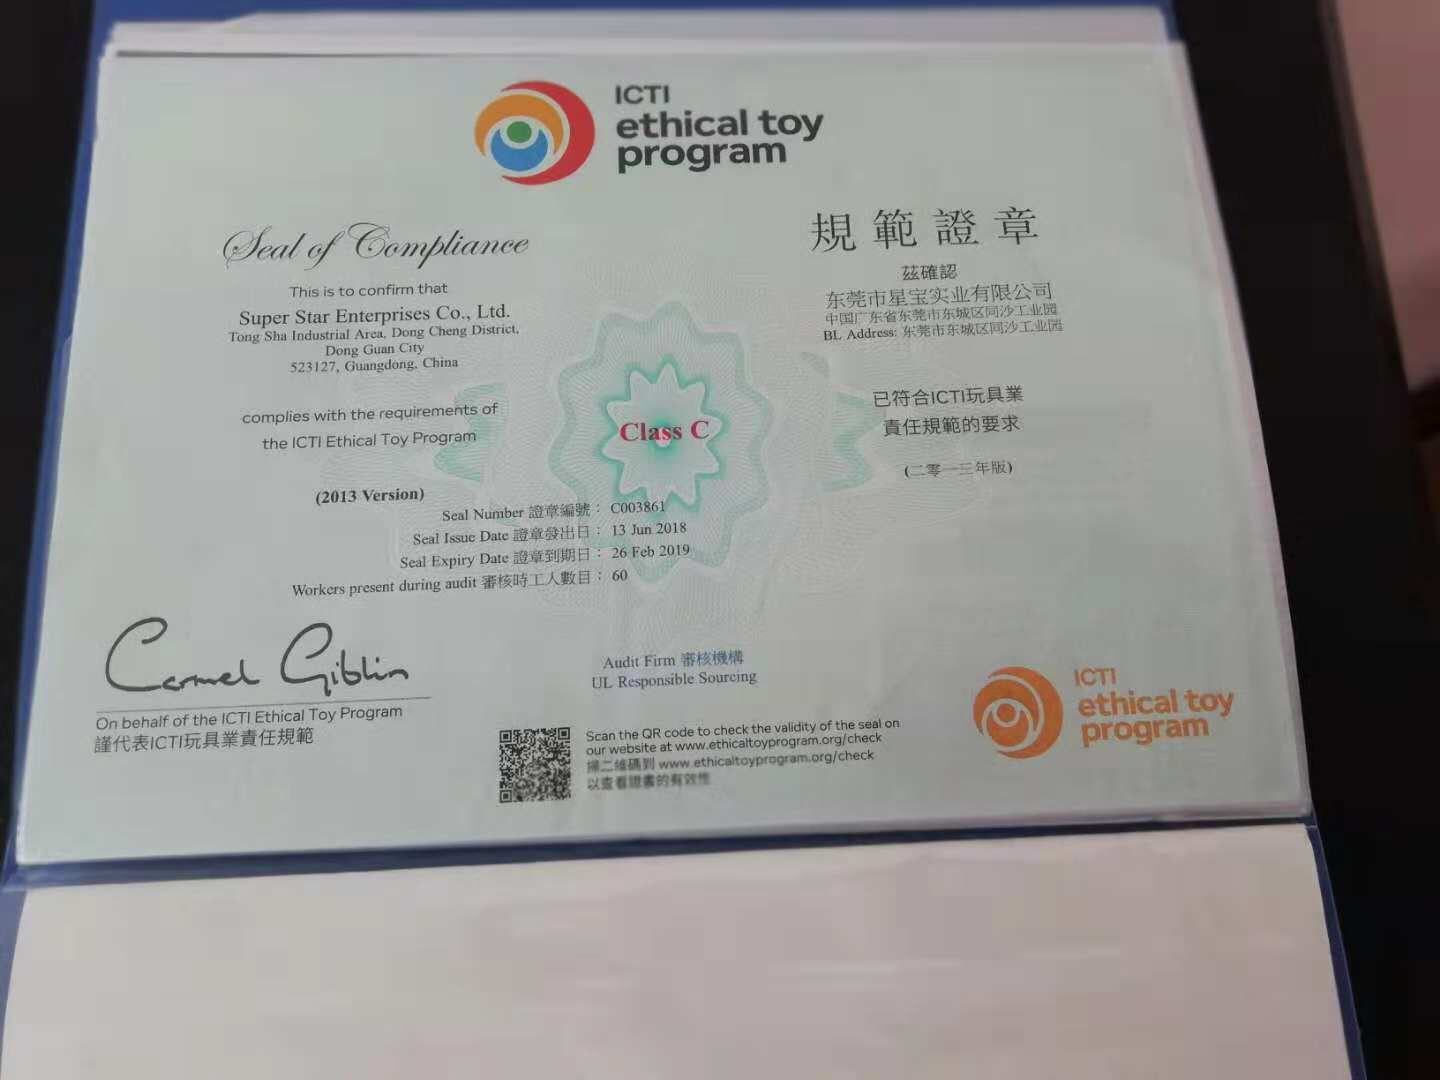 ICTI
ethical toy
program
Seal of Compliance
This is to confirm that
Super Star Enterprises Co., Ltd.
Tong Sha Industrial Area, Dong Cheng District,
Dong Guan City
523127, Guangdong, China
complies with the requirements of
the ICTI Ethical Toy Program
(2013 Version)
規範證章
茲確認
东莞市星宝实业有限公司
中国广东省东莞市东城区同沙工业园
BL Address: 东莞市东城区同沙工业园
已符合ICTI玩具業
責任規範的要求
(二零一三年版)
Class C
Seal Number 證章編號： C003861
Seal Issue Date 證章發出日： 13 Jun 2018
Seal Expiry Date 證章到期日： 26 Feb 2019
Workers present during audit 審核時工人數目： 60
Carmel Giblin
On behalf of the ICTI Ethical Toy Program
謹代表ICTI玩具業責任規範
Audit Firm 審核機構
UL Responsible Sourcing
Scan the QR code to check the validity of the seal on
our website at www.ethicaltoyprogram.org/check
掃二維碼到 www.ethicaltoyprogram.org/check
以查看證書的有效性
ICTI
ethical toy
program